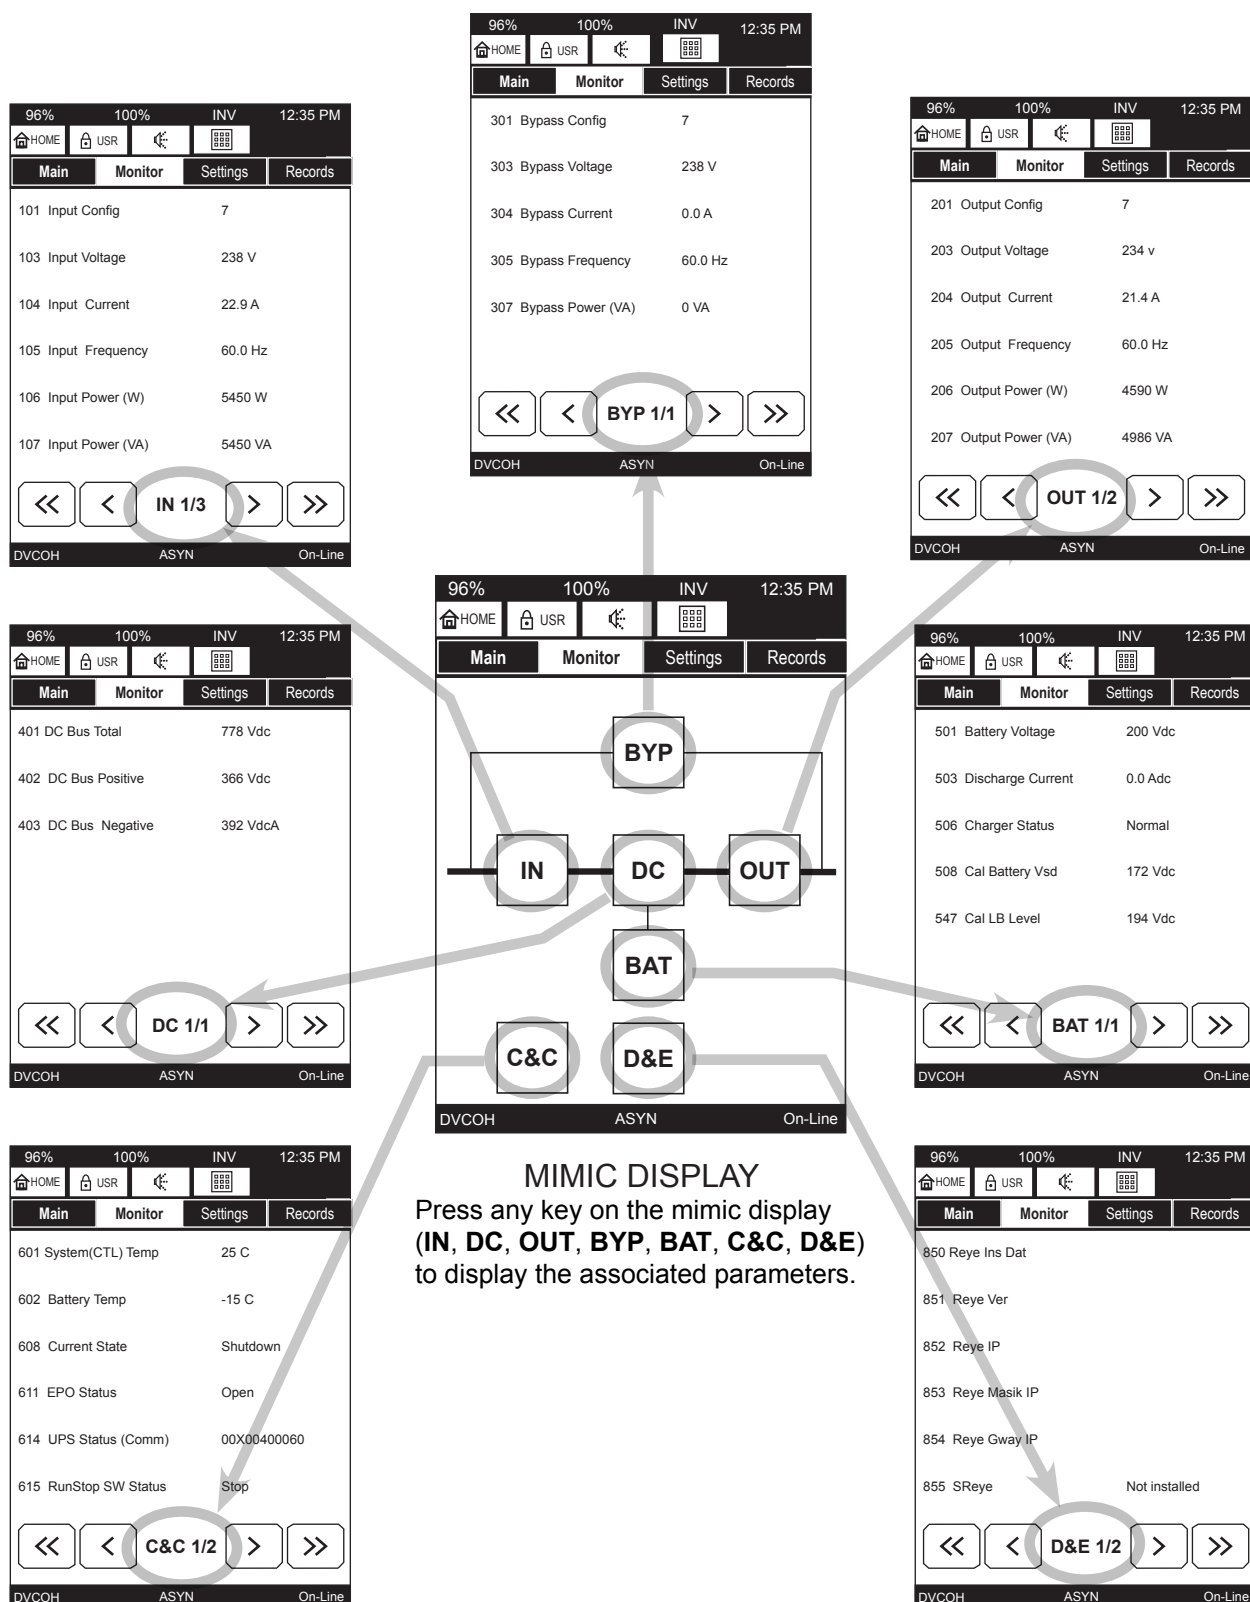 96% 100% INV 12:35 PM
HOME USR
Main Monitor Settings Records
301 Bypass Config 7
303 Bypass Voltage 238 V
304 Bypass Current 0.0 A
305 Bypass Frequency 60.0 Hz
307 Bypass Power (VA) 0 VA
<< < BYP 1/1 > >>
DVCOH ASYN On-Line
96% 100% INV 12:35 PM
HOME USR
Main Monitor Settings Records
101 Input Config 7
103 Input Voltage 238 V
104 Input Current 22.9 A
105 Input Frequency 60.0 Hz
106 Input Power (W) 5450 W
107 Input Power (VA) 5450 VA
<< < IN 1/3 > >>
DVCOH ASYN On-Line
96% 100% INV 12:35 PM
HOME USR
Main Monitor Settings Records
201 Output Config 7
203 Output Voltage 234 v
204 Output Current 21.4 A
205 Output Frequency 60.0 Hz
206 Output Power (W) 4590 W
207 Output Power (VA) 4986 VA
<< < OUT 1/2 > >>
DVCOH ASYN On-Line
96% 100% INV 12:35 PM
HOME USR
Main Monitor Settings Records
BYP
IN DC OUT
BAT
C&C D&E
DVCOH ASYN On-Line
96% 100% INV 12:35 PM
HOME USR
Main Monitor Settings Records
401 DC Bus Total 778 Vdc
402 DC Bus Positive 366 Vdc
403 DC Bus Negative 392 VdcA
<< < DC 1/1 > >>
DVCOH ASYN On-Line
96% 100% INV 12:35 PM
HOME USR
Main Monitor Settings Records
501 Battery Voltage 200 Vdc
503 Discharge Current 0.0 Adc
506 Charger Status Normal
508 Cal Battery Vsd 172 Vdc
547 Cal LB Level 194 Vdc
<< < BAT 1/1 > >>
DVCOH ASYN On-Line
96% 100% INV 12:35 PM
HOME USR
Main Monitor Settings Records
601 System(CTL) Temp 25 C
602 Battery Temp -15 C
608 Current State Shutdown
611 EPO Status Open
614 UPS Status (Comm) 00X00400060
615 RunStop SW Status Stop
<< < C&C 1/2 > >>
DVCOH ASYN On-Line
MIMIC DISPLAY
Press any key on the mimic display
(IN, DC, OUT, BYP, BAT, C&C, D&E)
to display the associated parameters.
96% 100% INV 12:35 PM
HOME USR
Main Monitor Settings Records
850 Reye Ins Dat
851 Reye Ver
852 Reye IP
853 Reye Masik IP
854 Reye Gway IP
855 SReye Not installed
<< < D&E 1/2 > >>
DVCOH ASYN On-Line